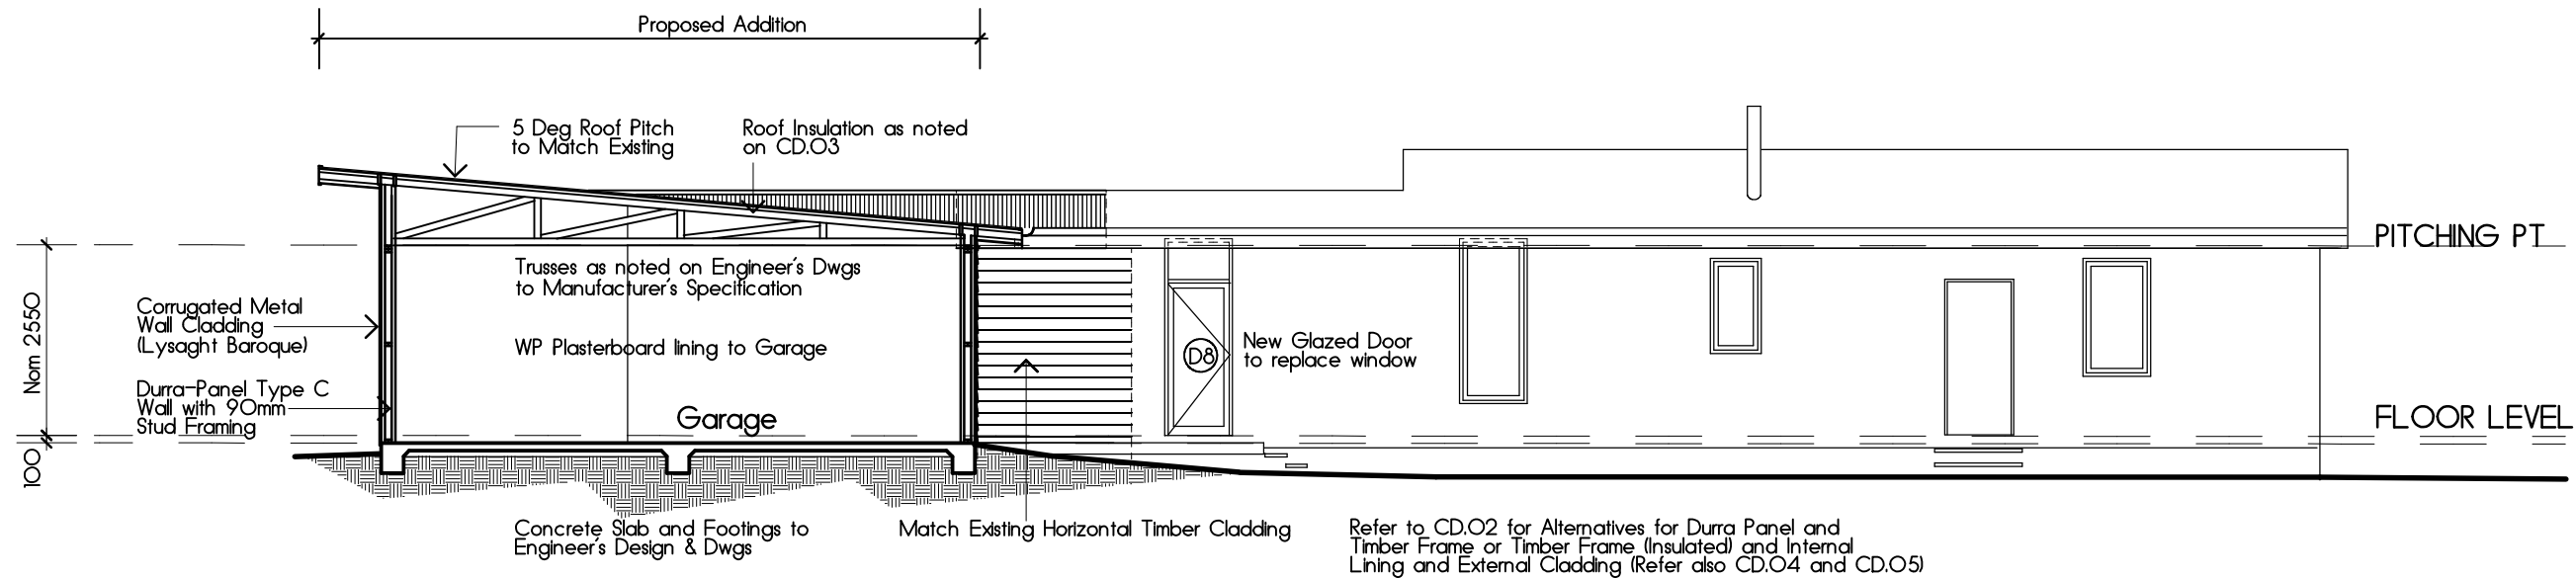 Proposed Addition
5 Deg Roof Pitch
to Match Existing
Roof Insulation as noted
on CD.03
PITCHING PT
Trusses as noted on Engineer's Dwgs
to Manufacturer's Specification
Corrugated Metal
Wall Cladding
(Lysaght Baroque)
Nom 2550
WP Plasterboard lining to Garage
D8
New Glazed Door
to replace window
Durra-Panel Type C
Wall with 90mm
Stud Framing
Garage
FLOOR LEVEL
100
Concrete Slab and Footings to
Engineer's Design & Dwgs
Match Existing Horizontal Timber Cladding
Refer to CD.02 for Alternatives for Durra Panel and
Timber Frame or Timber Frame (Insulated) and Internal
Lining and External Cladding (Refer also CD.04 and CD.05)